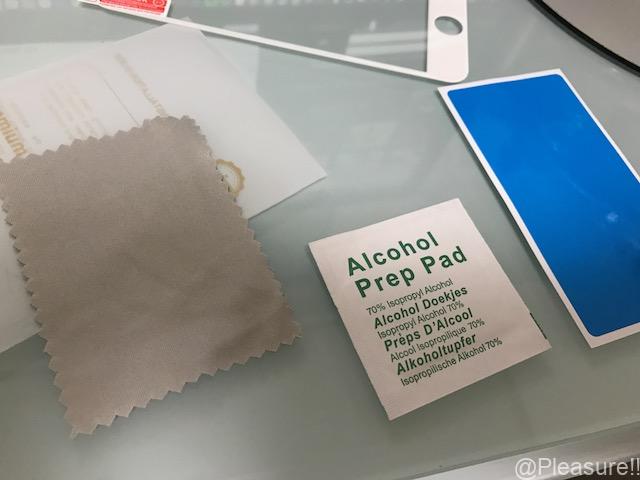 Alcohol
Prep Pad
70% Isopropyl Alcohol
Alcohol Doekjes
Isopropyl Alcohol 70%
Prèps D'Alcool
Alcool Isopropilique 70%
Alkoholtupfer
Isopropilische Alkohol 70%
@Pleasure!!